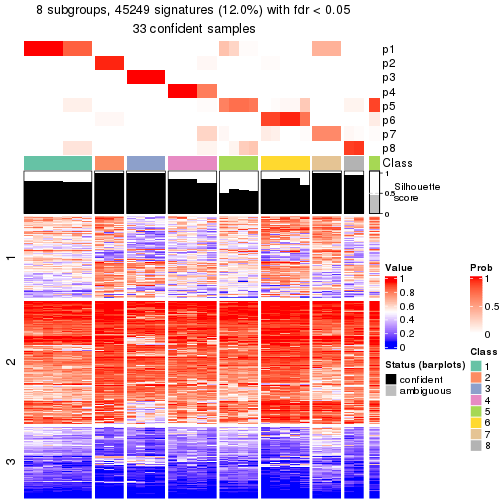 8 subgroups, 45249 signatures (12.0%) with fdr < 0.05
33 confident samples
p1
p2
p3
p4
p5
p6
p7
p8
Class
1
0.5
0
Silhouette
score
1
2
3
Value
1
0.8
0.6
0.4
0.2
0
Status (barplots)
confident
ambiguous
Prob
1
0.5
0
Class
1
2
3
4
5
6
7
8